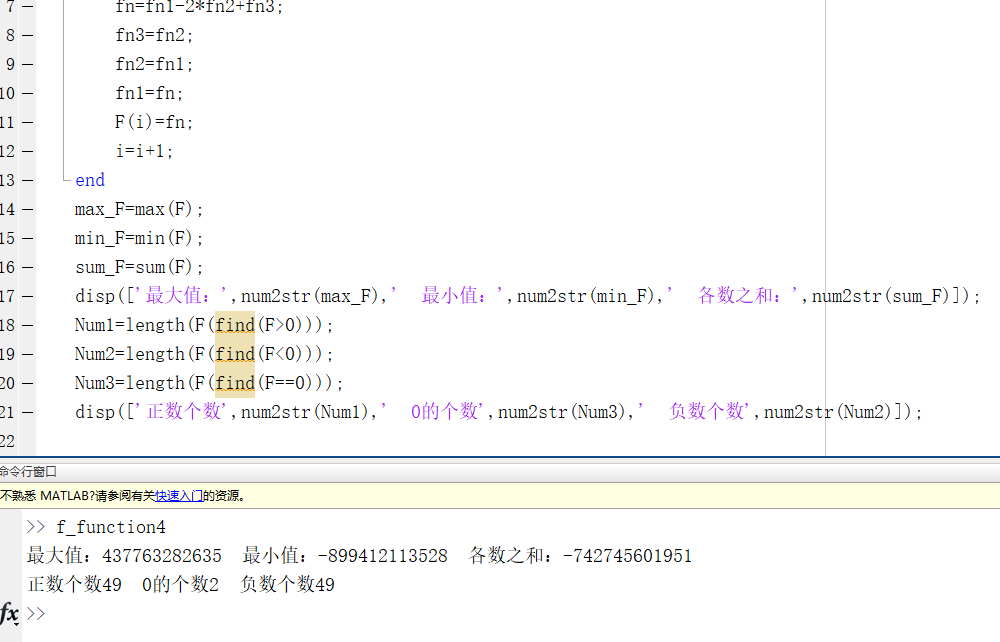 7 fn=fn1-2*fn2+fn3;
8 fn3=fn2;
9 fn2=fn1;
10 fn1=fn;
11 F(i)=fn;
12 i=i+1;
13 end
14 max_F=max(F);
15 min_F=min(F);
16 sum_F=sum(F);
17 disp(['最大值：',num2str(max_F),'  最小值：',num2str(min_F),'  各数之和：',num2str(sum_F)]);
18 Num1=length(F(find(F>0)));
19 Num2=length(F(find(F<0)));
20 Num3=length(F(find(F==0)));
21 disp(['正数个数',num2str(Num1),'  0的个数',num2str(Num3),'  负数个数',num2str(Num2)]);
22
命令行窗口
不熟悉 MATLAB?请参阅有关快速入门的资源。
>> f_function4
最大值：437763282635  最小值：-899412113528  各数之和：-742745601951
正数个数49  0的个数2  负数个数49
fx >>